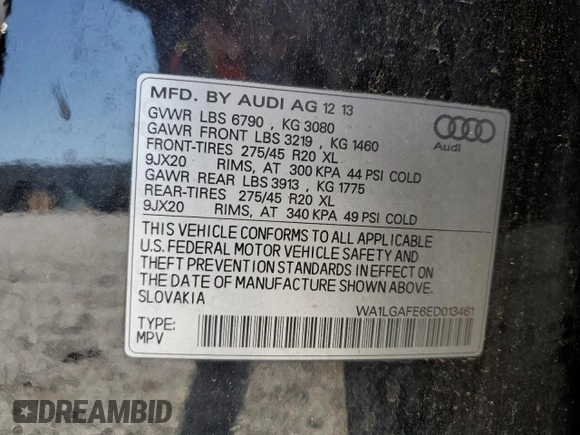 MFD. BY AUDI AG 12 13
GVWR LBS 6790 , KG 3080
GAWR FRONT LBS 3219 , KG 1460
FRONT-TIRES 275/45 R20 XL
9JX20 RIMS, AT 300 KPA 44 PSI COLD
GAWR REAR LBS 3913 , KG 1775
REAR-TIRES 275/45 R20 XL
9JX20 RIMS, AT 340 KPA 49 PSI COLD
Audi
THIS VEHICLE CONFORMS TO ALL APPLICABLE
U.S. FEDERAL MOTOR VEHICLE SAFETY AND
THEFT PREVENTION STANDARDS IN EFFECT ON
THE DATE OF MANUFACTURE SHOWN ABOVE.
SLOVAKIA
WA1LGAFE6ED013461
TYPE:
MPV
DREAMBID